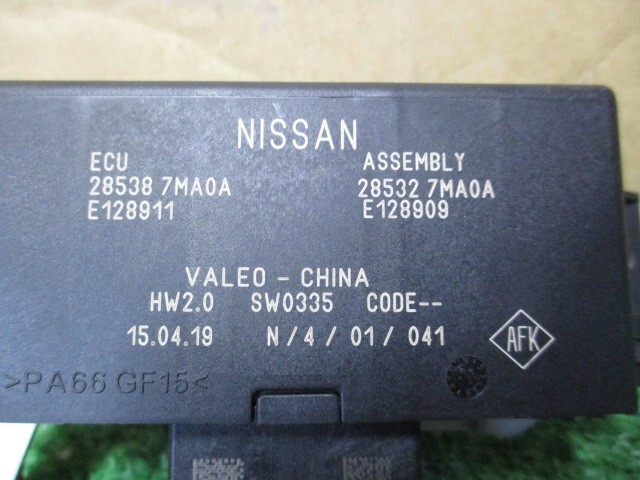 NISSAN
ECU ASSEMBLY
28538 7MA0A 28532 7MA0A
E128911 E128909
VALEO - CHINA
HW2.0 SW0335 CODE--
15.04.19 N/4/01/041 AFK
>PA66 GF15<